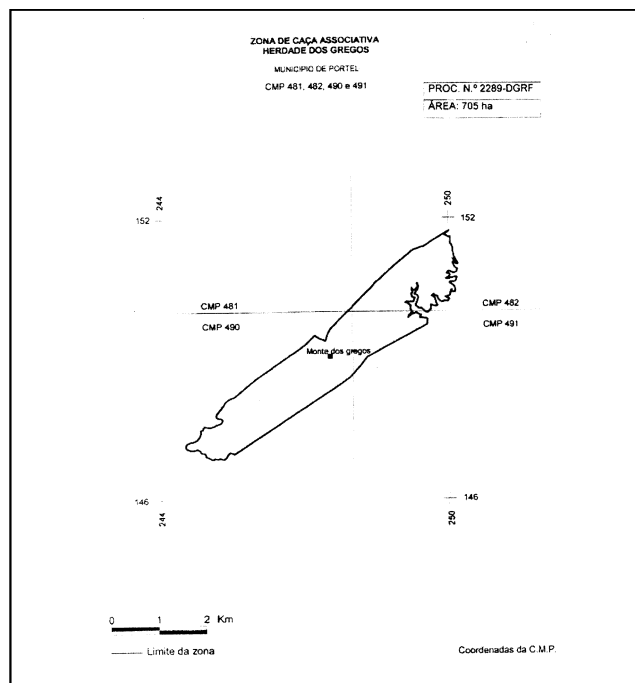 ZONA DE CAÇA ASSOCIATIVA
HERDADE DOS GREGOS
MUNICIPIO DE PORTEL
CMP 481, 482, 490 e 491
PROC. N.º 2289-DGRF
ÁREA: 705 ha
244
250
152
152
CMP 481
CMP 482
CMP 490
CMP 491
Monte dos gregos
146
146
244
250
0 1 2 Km
Limite da zona
Coordenadas da C.M.P.